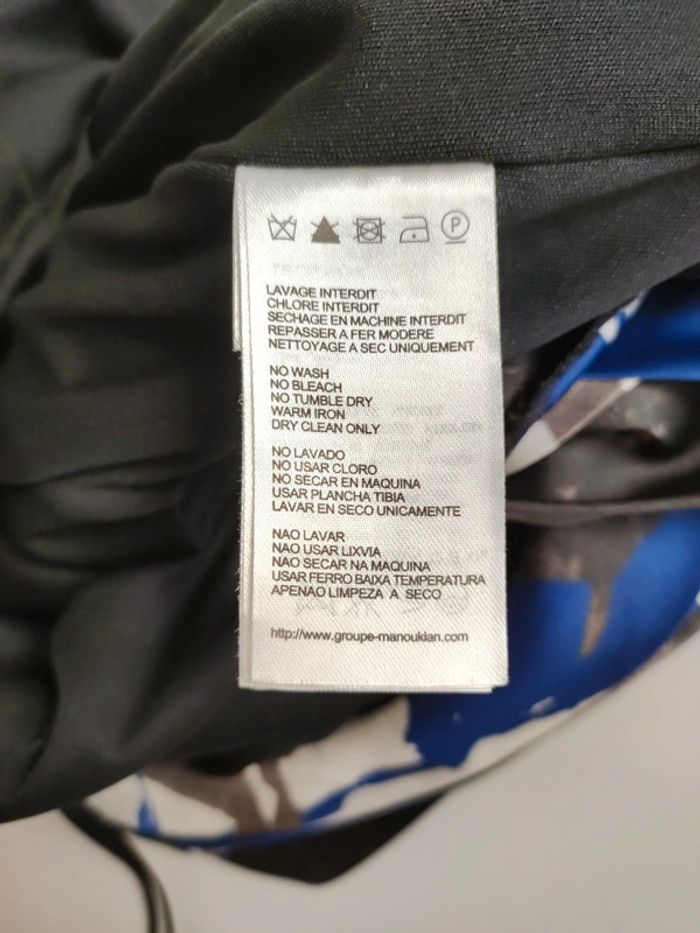 P
LAVAGE INTERDIT
CHLORE INTERDIT
SECHAGE EN MACHINE INTERDIT
REPASSER A FER MODERE
NETTOYAGE A SEC UNIQUEMENT
NO WASH
NO BLEACH
NO TUMBLE DRY
WARM IRON
DRY CLEAN ONLY
NO LAVADO
NO USAR CLORO
NO SECAR EN MAQUINA
USAR PLANCHA TIBIA
LAVAR EN SECO UNICAMENTE
NAO LAVAR
NAO USAR LIXVIA
NAO SECAR NA MAQUINA
USAR FERRO BAIXA TEMPERATURA
APENAO LIMPEZA A SECO
http://www.groupe-manoukian.com